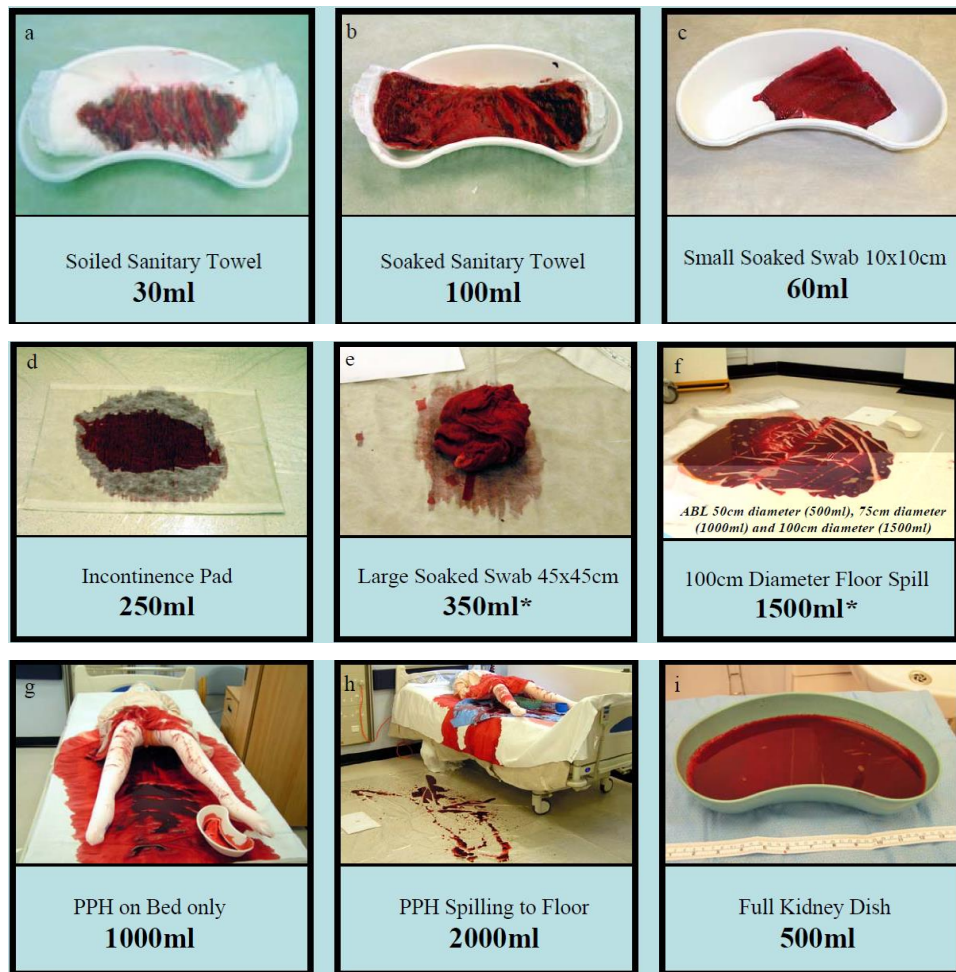 a
Soiled Sanitary Towel
30ml
b
Soaked Sanitary Towel
100ml
c
Small Soaked Swab 10x10cm
60ml
d
Incontinence Pad
250ml
e
Large Soaked Swab 45x45cm
350ml*
f
ABL 50cm diameter (500ml), 75cm diameter
(1000ml) and 100cm diameter (1500ml)
100cm Diameter Floor Spill
1500ml*
g
PPH on Bed only
1000ml
h
PPH Spilling to Floor
2000ml
i
Full Kidney Dish
500ml